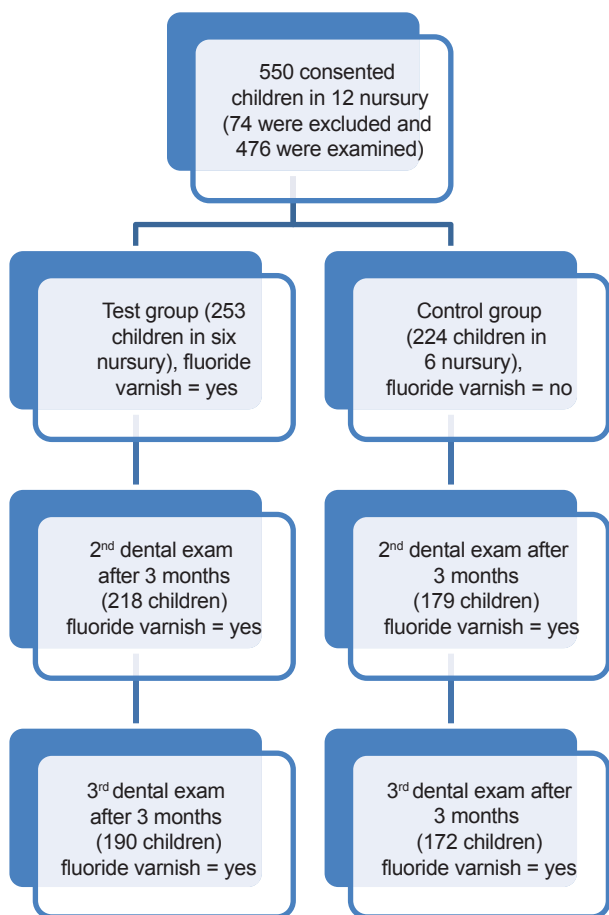 550 consented
children in 12 nursury
(74 were excluded and
476 were examined)
Test group (253
children in six
nursury), fluoride
varnish = yes
Control group
(224 children in
6 nursury),
fluoride varnish = no
2nd dental exam
after 3 months
(218 children)
fluoride varnish = yes
2nd dental exam after
3 months
(179 children)
fluoride varnish = yes
3rd dental exam
after 3 months
(190 children)
fluoride varnish = yes
3rd dental exam after
3 months
(172 children)
fluoride varnish = yes